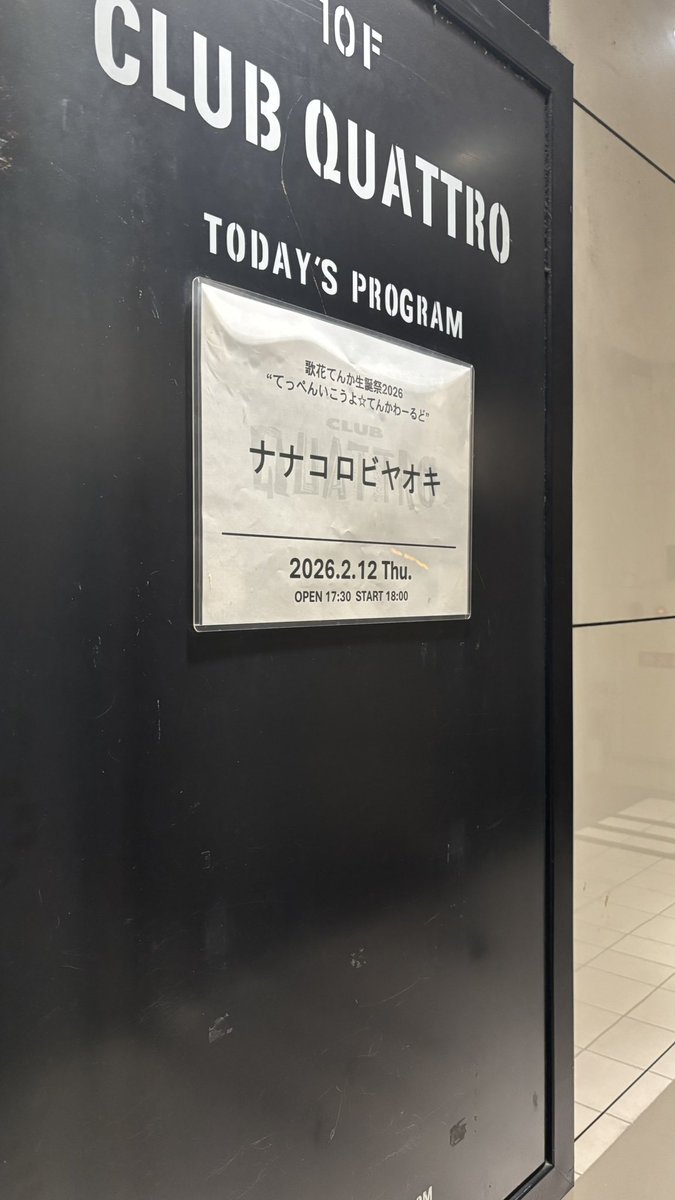 10F
CLUB QUATTRO
TODAY'S PROGRAM
歌花てんか生誕祭2026
“てっぺんいこうよ☆てんかわーるど”
CLUB
QUATTRO
ナナコロビヤオキ
2026.2.12 Thu.
OPEN 17:30 START 18:00